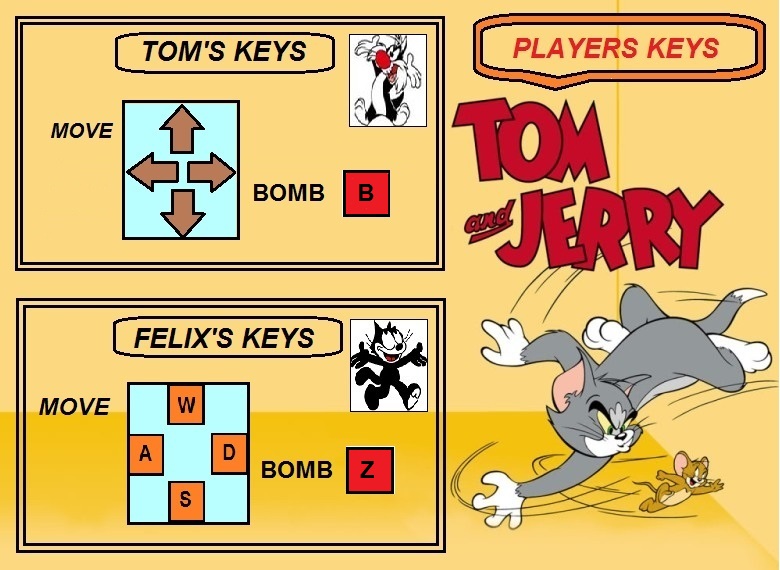 TOM'S KEYS
MOVE
BOMB B
PLAYERS KEYS
TOM
and
JERRY
FELIX'S KEYS
MOVE
W
A D
S
BOMB Z